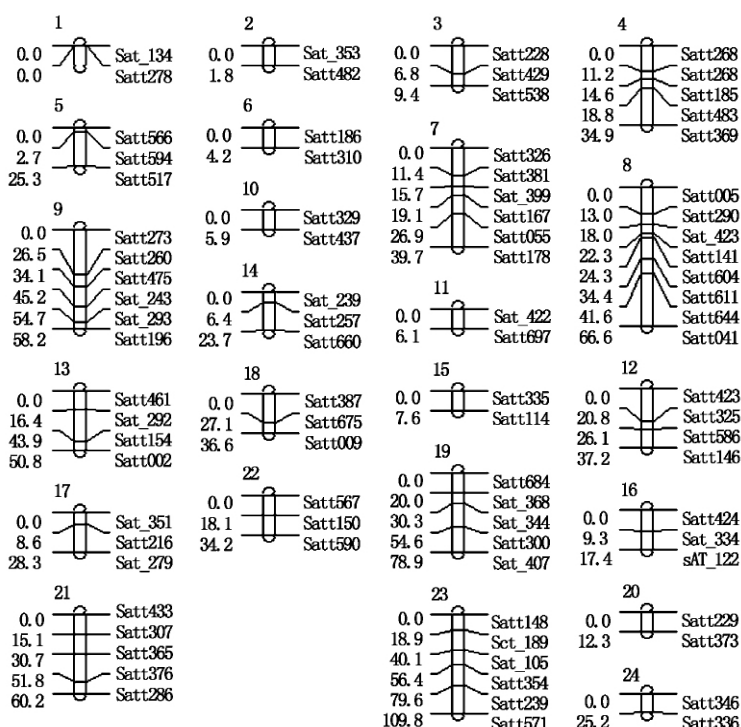 1
0.0 Sat_134
0.0 Satt278
2
0.0 Sat_353
1.8 Satt482
3
0.0 Satt228
6.8 Satt429
9.4 Satt538
4
0.0 Satt268
11.2 Satt268
14.6 Satt185
18.8 Satt483
34.9 Satt369
5
0.0 Satt566
2.7 Satt594
25.3 Satt517
6
0.0 Satt186
4.2 Satt310
7
0.0 Satt326
11.4 Satt381
15.7 Sat_399
19.1 Satt167
26.9 Satt055
39.7 Satt178
8
0.0 Satt005
13.0 Satt290
18.0 Sat_423
22.3 Satt141
24.3 Satt604
34.4 Satt611
41.6 Satt644
66.6 Satt041
9
0.0 Satt273
26.5 Satt260
34.1 Satt475
45.2 Sat_243
54.7 Sat_293
58.2 Satt196
10
0.0 Satt329
5.9 Satt437
14
0.0 Sat_239
6.4 Satt257
23.7 Satt660
11
0.0 Sat_422
6.1 Satt697
13
0.0 Satt461
16.4 Sat_292
43.9 Satt154
50.8 Satt002
18
0.0 Satt387
27.1 Satt675
36.6 Satt009
15
0.0 Satt335
7.6 Satt114
12
0.0 Satt423
20.8 Satt325
26.1 Satt586
37.2 Satt146
17
0.0 Sat_351
8.6 Satt216
28.3 Sat_279
22
0.0 Satt567
18.1 Satt150
34.2 Satt590
19
0.0 Satt684
20.0 Sat_368
30.3 Sat_344
54.6 Satt300
78.9 Sat_407
16
0.0 Satt424
9.3 Sat_334
17.4 sAT_122
21
0.0 Satt433
15.1 Satt307
30.7 Satt365
51.8 Satt376
60.2 Satt286
23
0.0 Satt148
18.9 Sct_189
40.1 Sat_105
56.4 Satt354
79.6 Satt239
109.8 Satt571
20
0.0 Satt229
12.3 Satt373
24
0.0 Satt346
25.2 Satt336